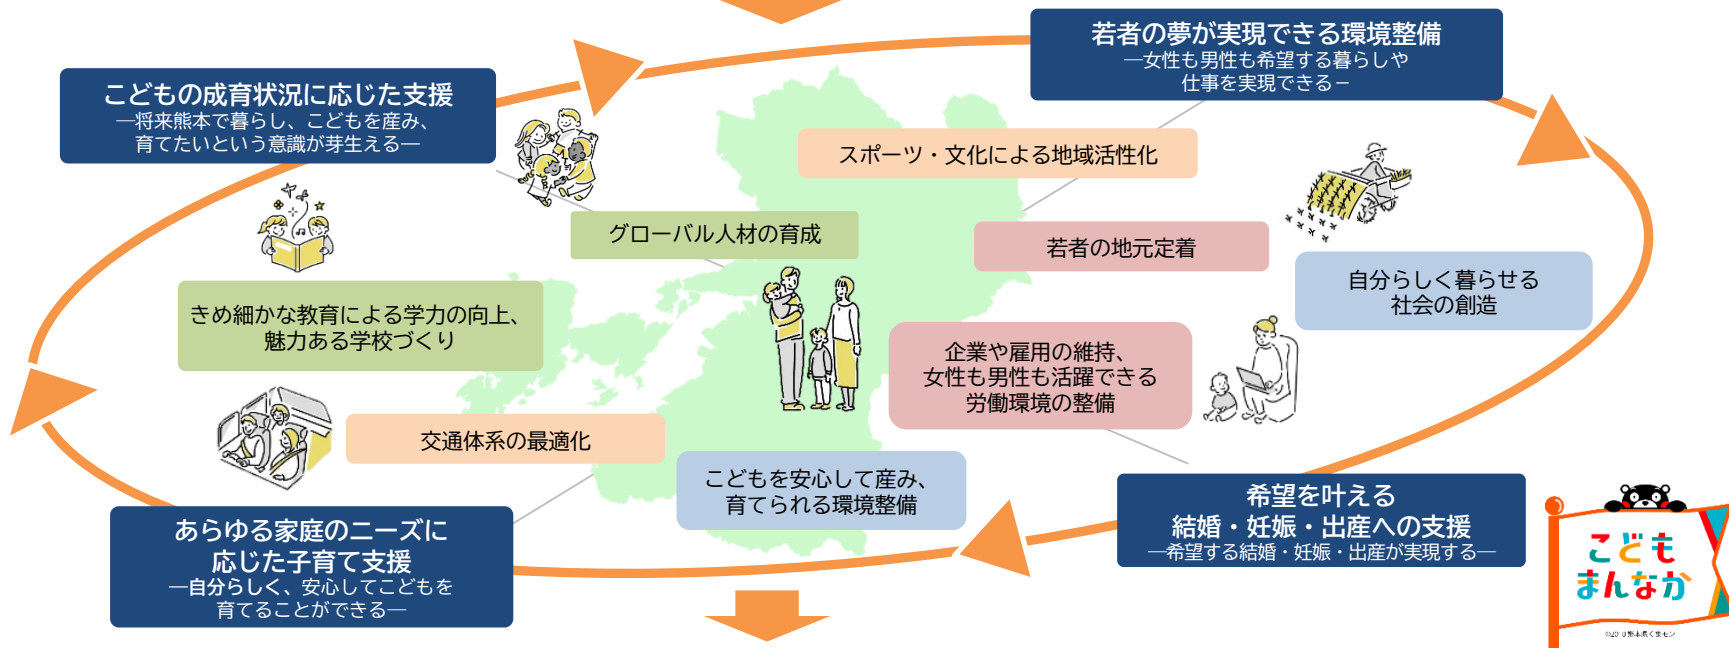 若者の夢が実現できる環境整備
―女性も男性も希望する暮らしや
仕事を実現できる－
こどもの成育状況に応じた支援
―将来熊本で暮らし、こどもを産み、
育てたいという意識が芽生える―
スポーツ・文化による地域活性化
グローバル人材の育成
若者の地元定着
自分らしく暮らせる
社会の創造
きめ細かな教育による学力の向上、
魅力ある学校づくり
企業や雇用の維持、
女性も男性も活躍できる
労働環境の整備
交通体系の最適化
こどもを安心して産み、
育てられる環境整備
希望を叶える
結婚・妊娠・出産への支援
―希望する結婚・妊娠・出産が実現する―
あらゆる家庭のニーズに
応じた子育て支援
―自分らしく、安心してこどもを
育てることができる―
こども
まんなか
©2010熊本県くまモン